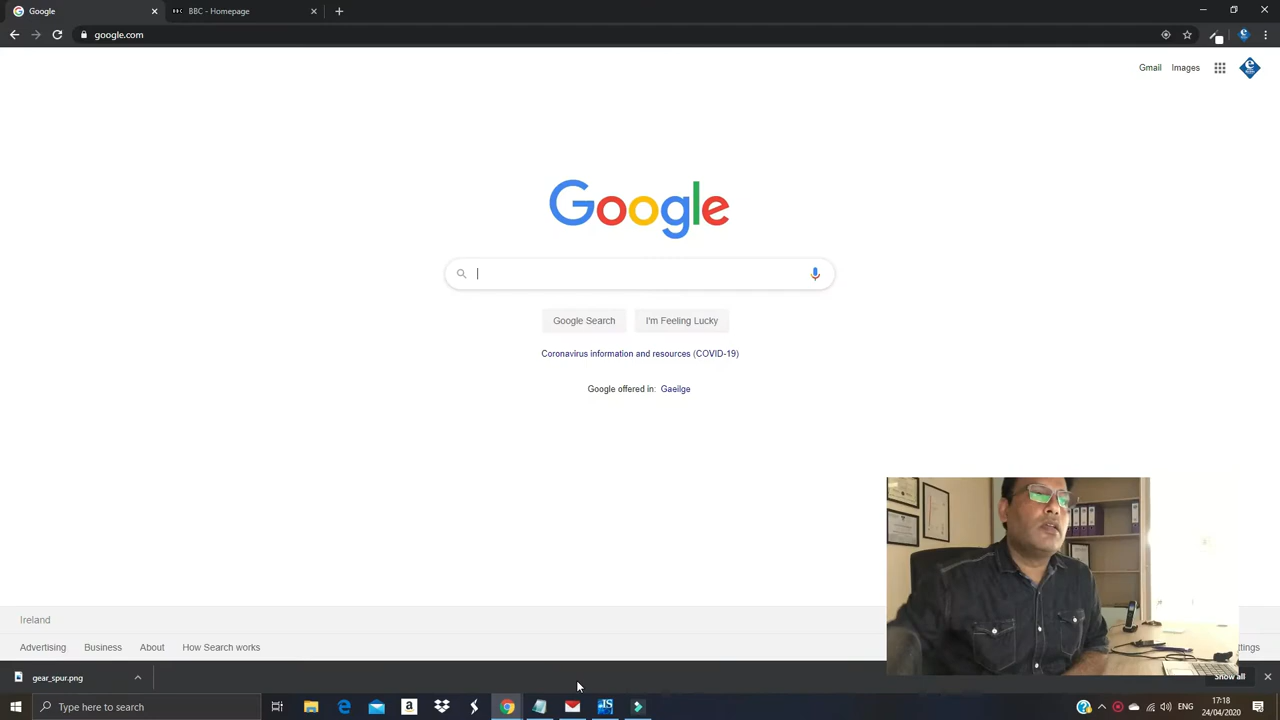 Google
BBC - Homepage
google.com
Gmail Images
Google
Google Search I'm Feeling Lucky
Coronavirus information and resources (COVID-19)
Google offered in: Gaeilge
Ireland
Advertising Business About How Search works
gear_spur.png
Show all
Type here to search
17:18
24/04/2020